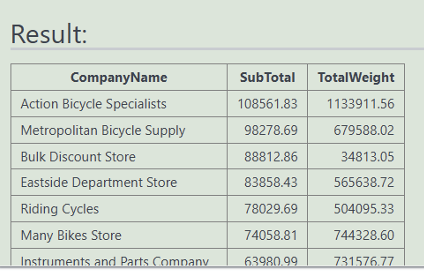 Result:
CompanyName SubTotal TotalWeight
Action Bicycle Specialists 108561.83 1133911.56
Metropolitan Bicycle Supply 98278.69 679588.02
Bulk Discount Store 88812.86 34813.05
Eastside Department Store 83858.43 565638.72
Riding Cycles 78029.69 504095.33
Many Bikes Store 74058.81 744328.60
Instruments and Parts Company 63980.99 731576.77